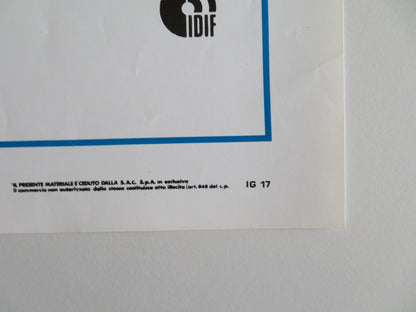 IDIF
IL PRESENTE MATERIALE È CEDUTO DALLA S.A.C. S.p.A. in esclusiva
Il commercio non autorizzato dello stesso costituisce atto illecito (art. 646 del c.p.
IG 17